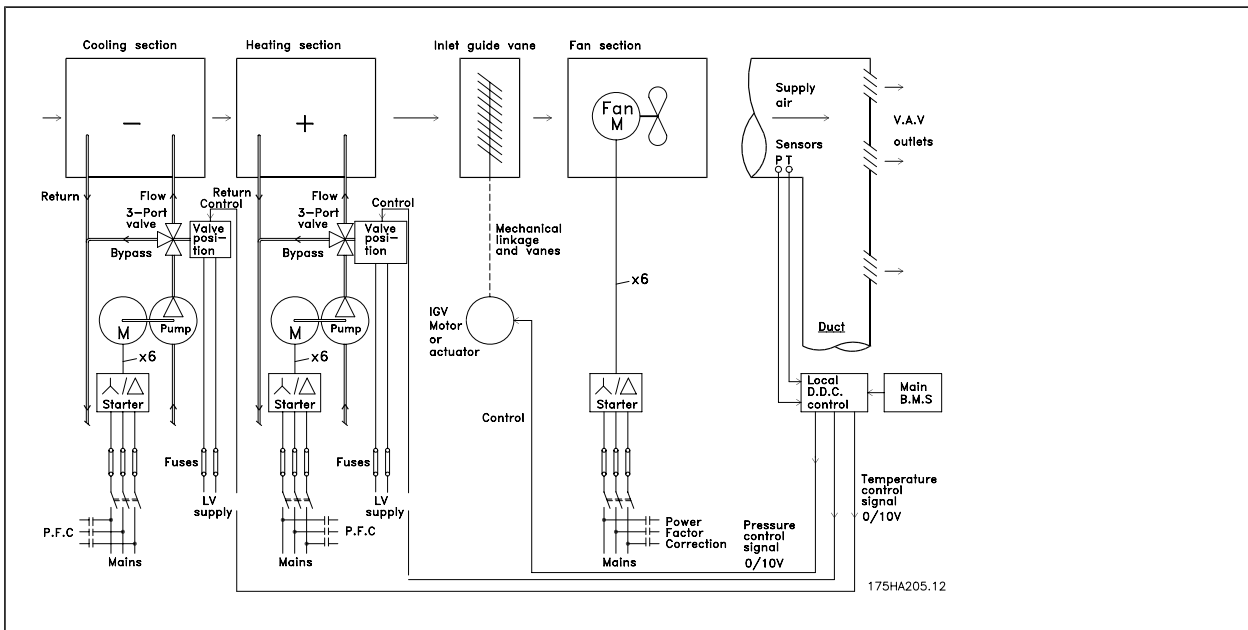 Cooling section
Heating section
Inlet guide vane
Fan section
−
+
Fan
M
Supply
air
V.A.V
outlets
Sensors
P T
Return
Flow
3-Port
valve
Bypass
Control
Valve
posi-
tion
Return
Flow
3-Port
valve
Bypass
Control
Valve
posi-
tion
Mechanical
linkage
and vanes
x6
M
Pump
M
Pump
IGV
Motor
or
actuator
Duct
x6
x6
Starter
Starter
Starter
Local
D.D.C.
control
Main
B.M.S
Control
Fuses
Fuses
LV
supply
LV
supply
Temperature
control
signal
0/10V
P.F.C
P.F.C
Power
Factor
Correction
Pressure
control
signal
0/10V
Mains
Mains
Mains
175HA205.12